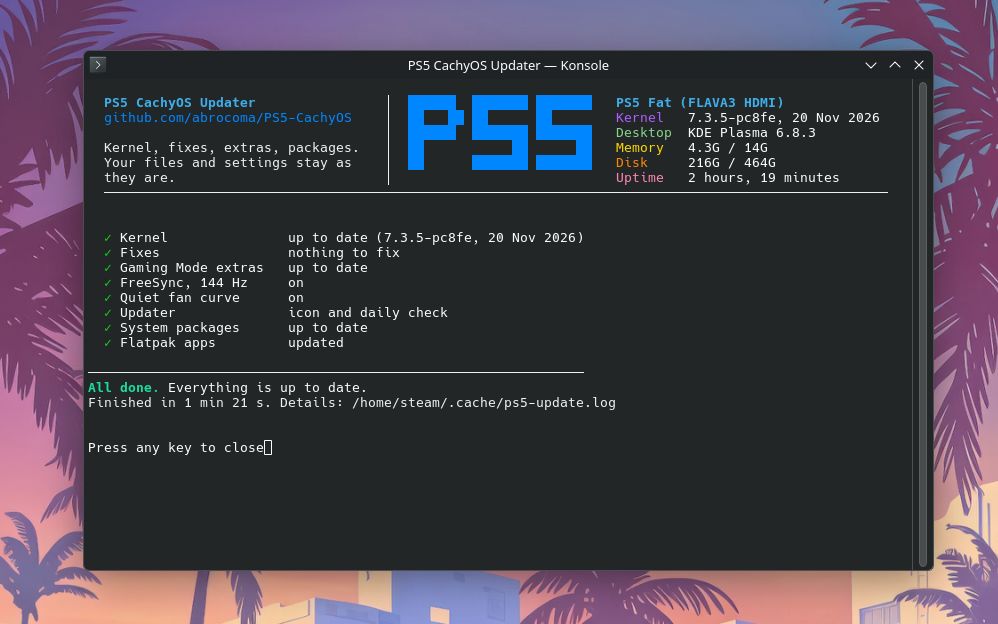 PS5 CachyOS Updater — Konsole
PS5 CachyOS Updater
github.com/abrocoma/PS5-CachyOS
Kernel, fixes, extras, packages.
Your files and settings stay as
they are.
PS5
PS5 Fat (FLAVA3 HDMI)
Kernel 7.3.5-pc8fe, 20 Nov 2026
Desktop KDE Plasma 6.8.3
Memory 4.3G / 14G
Disk 216G / 464G
Uptime 2 hours, 19 minutes
✓ Kernel up to date (7.3.5-pc8fe, 20 Nov 2026)
✓ Fixes nothing to fix
✓ Gaming Mode extras up to date
✓ FreeSync, 144 Hz on
✓ Quiet fan curve on
✓ Updater icon and daily check
✓ System packages up to date
✓ Flatpak apps updated
All done. Everything is up to date.
Finished in 1 min 21 s. Details: /home/steam/.cache/ps5-update.log
Press any key to close